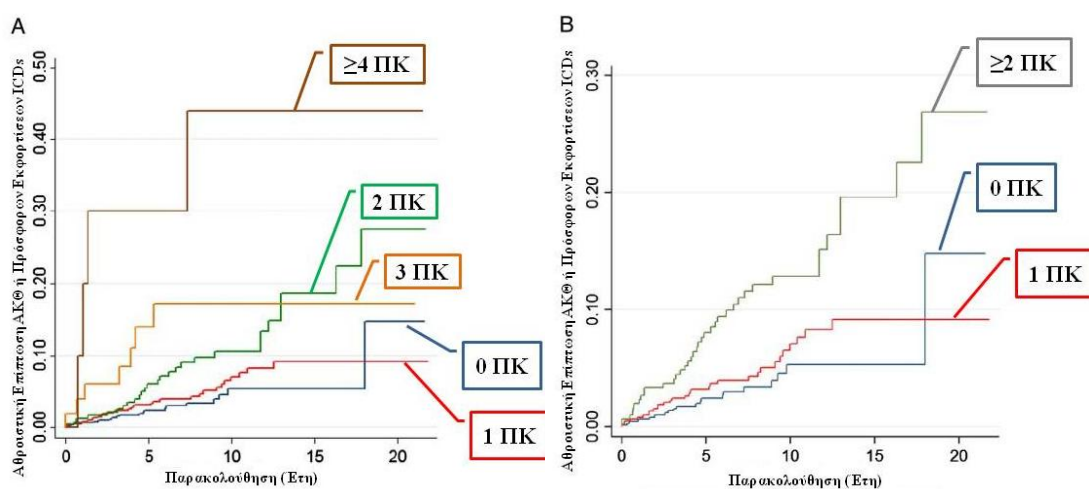 A
Αθροιστική Επίπτωση ΑΚΘ ή Πρόσφορων Εκφορτίσεων ICDs
0.50
0.40
0.30
0.20
0.10
0.00
≥4 ΠΚ
2 ΠΚ
3 ΠΚ
0 ΠΚ
1 ΠΚ
0 5 10 15 20
Παρακολούθηση (Έτη)
B
Αθροιστική Επίπτωση ΑΚΘ ή Πρόσφορων Εκφορτίσεων ICDs
0.30
0.20
0.10
0.00
≥2 ΠΚ
0 ΠΚ
1 ΠΚ
0 5 10 15 20
Παρακολούθηση (Έτη)